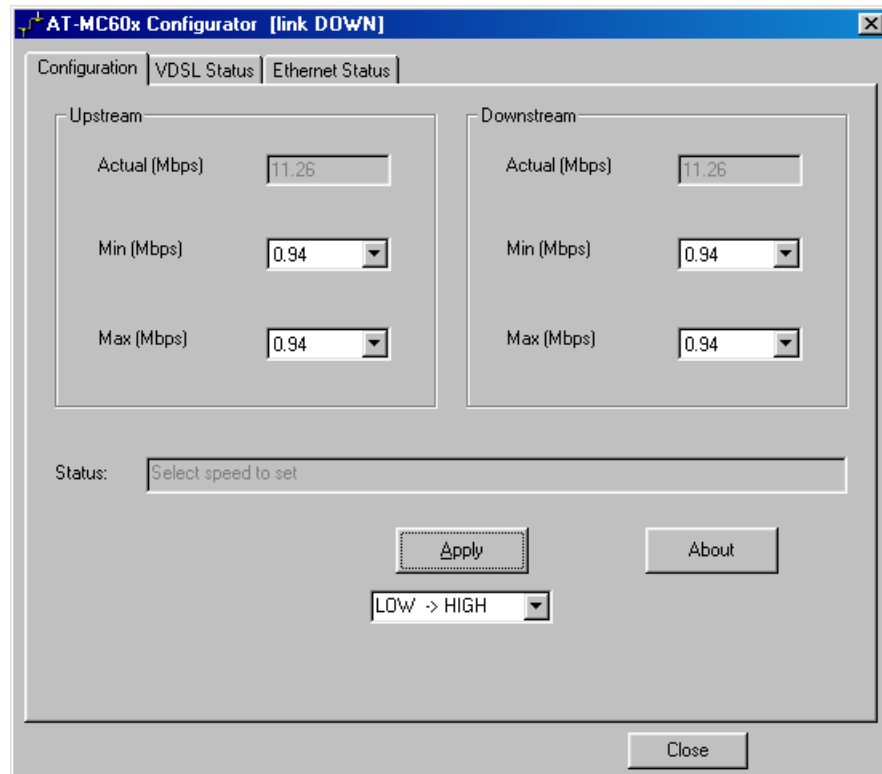 AT-MC60x Configurator [link DOWN]
Configuration VDSL Status Ethernet Status
Upstream
Actual (Mbps) 11.26
Min (Mbps) 0.94
Max (Mbps) 0.94
Downstream
Actual (Mbps) 11.26
Min (Mbps) 0.94
Max (Mbps) 0.94
Status: Select speed to set
Apply About
LOW -> HIGH
Close